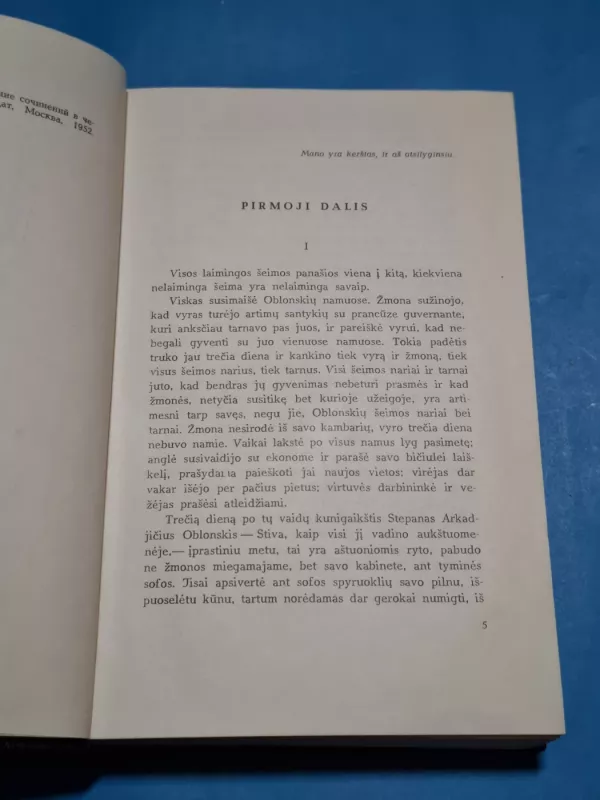 ние сочинений в че-
дат, Москва, 1952.
Mano yra kerštas, ir aš atsilyginsiu.
PIRMOJI DALIS
I
Visos laimingos šeimos panašios viena į kitą, kiekviena
nelaiminga šeima yra nelaiminga savaip.
Viskas susimaišė Oblonskių namuose. Žmona sužinojo,
kad vyras turėjo artimų santykių su prancūze guvernante,
kuri anksčiau tarnavo pas juos, ir pareiškė vyrui, kad ne-
begali gyventi su juo vienuose namuose. Tokia padėtis
truko jau trečia diena ir kankino tiek vyrą ir žmoną, tiek
visus šeimos narius, tiek tarnus. Visi šeimos nariai ir tarnai
juto, kad bendras jų gyvenimas nebeturi prasmės ir kad
žmonės, netyčia susitikę bet kurioje užeigoje, yra arti-
mesni tarp savęs, negu jie, Oblonskių šeimos nariai bei
tarnai. Žmona nesirodė iš savo kambarių, vyro trečia diena
nebuvo namie. Vaikai lakstė po visus namus lyg pasimetę;
anglė susivaidijo su ekonome ir parašė savo bičiulei laiš-
kelį, prašydama paieškoti jai naujos vietos; virėjas dar
vakar išėjo per pačius pietus; virtuvės darbininkė ir ve-
žėjas prašėsi atleidžiami.
Trečią dieną po tų vaidų kunigaikštis Stepanas Arkad-
jičius Oblonskis — Stiva, kaip visi jį vadino aukštuome-
nėje,— įprastiniu metu, tai yra aštuoniomis ryto, pabudo
ne žmonos miegamajame, bet savo kabinete, ant tyminės
sofos. Jisai apsivertė ant sofos spyruoklių savo pilnu, iš-
puoselėtu kūnu, tartum norėdamas dar gerokai numigti, iš
5